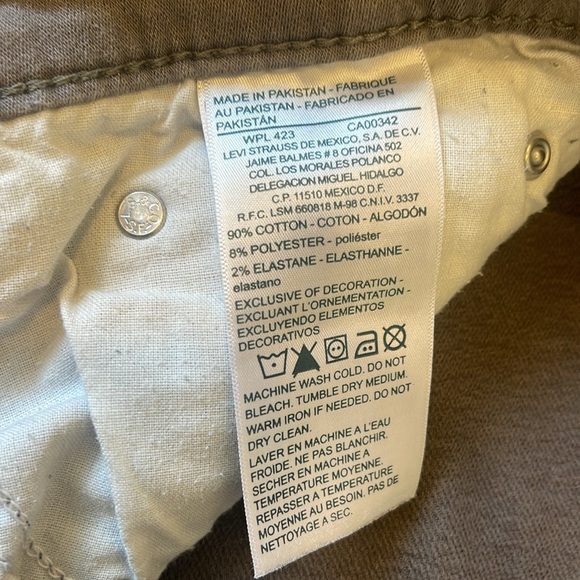 MADE IN PAKISTAN - FABRIQUE
AU PAKISTAN - FABRICADO EN
PAKISTÁN
WPL 423 CA00342
LEVI STRAUSS DE MEXICO, S.A. DE C.V.
JAIME BALMES # 8 OFICINA 502
COL. LOS MORALES POLANCO
DELEGACION MIGUEL HIDALGO
C.P. 11510 MEXICO D.F.
R.F.C. LSM 660818 M-98 C.N.I.V. 3337
90% COTTON - COTON - ALGODÓN
8% POLYESTER - poliéster
2% ELASTANE - ELASTHANNE -
elastano
EXCLUSIVE OF DECORATION -
EXCLUANT L'ORNEMENTATION -
EXCLUYENDO ELEMENTOS
DECORATIVOS
MACHINE WASH COLD. DO NOT
BLEACH. TUMBLE DRY MEDIUM.
WARM IRON IF NEEDED. DO NOT
DRY CLEAN.
LAVER EN MACHINE A L'EAU
FROIDE. NE PAS BLANCHIR.
SECHER EN MACHINE A
TEMPERATURE MOYENNE
REPASSER A TEMPERATURE
MOYENNE AU BESOIN. PAS DE
NETTOYAGE A SEC.